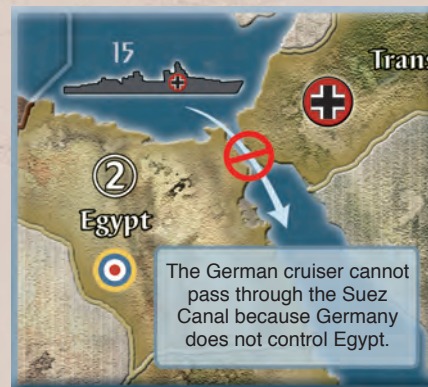 15
Trans
2
Egypt
The German cruiser cannot
pass through the Suez
Canal because Germany
does not control Egypt.